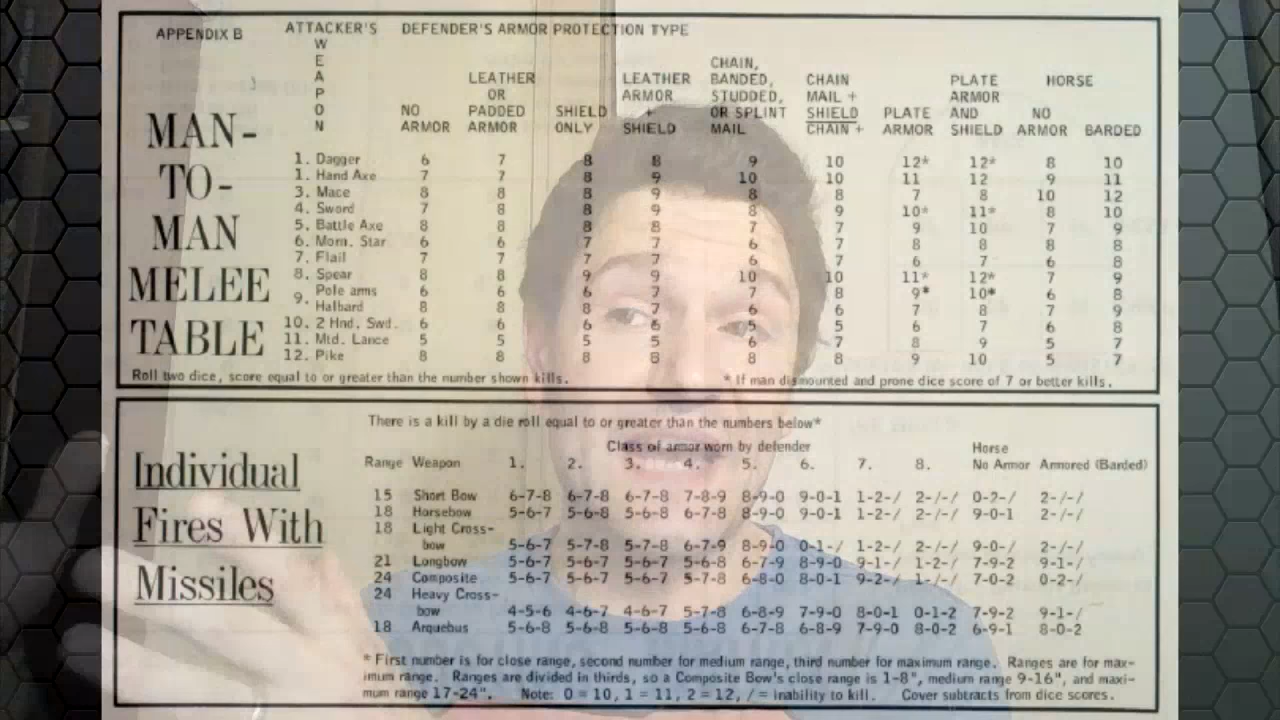 APPENDIX B
MAN-
TO-
MAN
MELEE
TABLE
ATTACKER'S
WEAPON
DEFENDER'S ARMOR PROTECTION TYPE
NO ARMOR
LEATHER OR PADDED ARMOR
SHIELD ONLY
LEATHER ARMOR + SHIELD
CHAIN, BANDED, STUDDED, OR SPLINT MAIL
CHAIN MAIL + SHIELD CHAIN +
PLATE ARMOR
PLATE ARMOR AND SHIELD
HORSE
NO ARMOR
BARDED
1. Dagger 6 7 8 8 9 10 12* 12* 8 10
1. Hand Axe 7 7 8 9 10 10 11 12 9 11
3. Mace 8 8 8 9 8 8 7 8 10 12
4. Sword 7 8 8 9 8 9 10* 11* 8 10
5. Battle Axe 8 8 8 8 7 7 9 10 7 9
6. Morn. Star 6 6 7 7 6 7 8 8 8 8
7. Flail 7 7 7 7 6 7 6 7 6 8
8. Spear 8 8 9 9 10 10 11* 12* 7 9
9. Pole arms 6 6 6 7 7 8 9* 10* 6 8
Halbard 8 8 8 7 6 6 7 8 7 9
10. 2 Hnd. Swd. 6 6 6 6 5 5 6 7 6 8
11. Mtd. Lance 5 5 5 5 6 7 8 9 5 7
12. Pike 8 8 8 8 8 8 9 10 5 7
Roll two dice, score equal to or greater than the number shown kills.
* If man dismounted and prone dice score of 7 or better kills.
Individual
Fires With
Missiles
There is a kill by a die roll equal to or greater than the numbers below*
Class of armor worn by defender
Horse
Range Weapon 1. 2. 3. 4. 5. 6. 7. 8. No Armor Armored (Barded)
15 Short Bow 6-7-8 6-7-8 6-7-8 7-8-9 8-9-0 9-0-1 1-2-/ 2-/-/ 0-2-/ 2-/-/
18 Horsebow 5-6-7 5-6-8 5-6-8 6-7-8 8-9-0 9-0-1 1-2-/ 2-/-/ 9-0-1 2-/-/
18 Light Cross-
bow 5-6-7 5-7-8 5-7-8 6-7-9 8-9-0 0-1-/ 1-2-/ 2-/-/ 9-0-/ 2-/-/
21 Longbow 5-6-7 5-6-7 5-6-7 5-6-8 6-7-9 8-9-0 9-1-/ 1-2-/ 7-9-2 9-1-/
24 Composite 5-6-7 5-6-7 5-6-7 5-7-8 6-8-0 8-0-1 9-2-/ 1-/-/ 7-0-2 0-2-/
24 Heavy Cross-
bow 4-5-6 4-6-7 4-6-7 5-7-8 6-8-9 7-9-0 8-0-1 0-1-2 7-9-2 9-1-/
18 Arquebus 5-6-8 5-6-8 5-6-8 5-6-8 6-7-8 6-8-9 7-9-0 8-0-2 6-9-1 8-0-2
* First number is for close range, second number for medium range, third number for maximum range. Ranges are for max-
imum range. Ranges are divided in thirds, so a Composite Bow's close range is 1-8", medium range 9-16", and maxi-
mum range 17-24". Note: 0 = 10, 1 = 11, 2 = 12, / = inability to kill. Cover subtracts from dice scores.